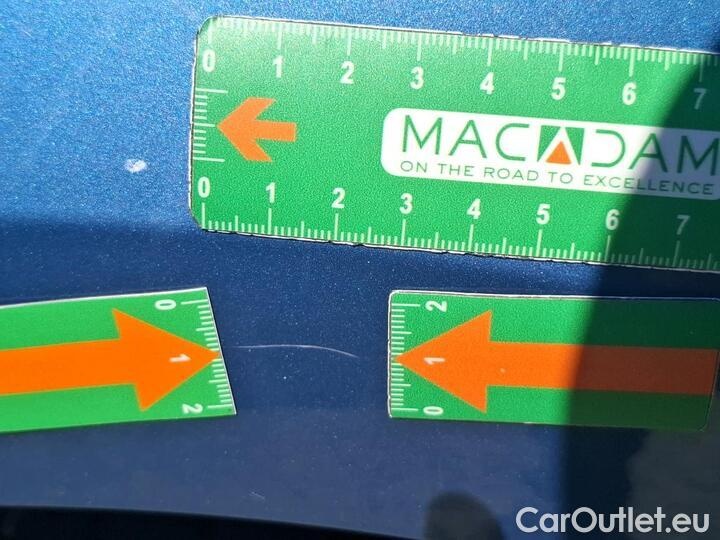 0 1 2 3 4 5 6 7
MACADAM
ON THE ROAD TO EXCELLENCE
0 1 2 3 4 5 6 7
0 1 2
2 1 0
CarOutlet.eu